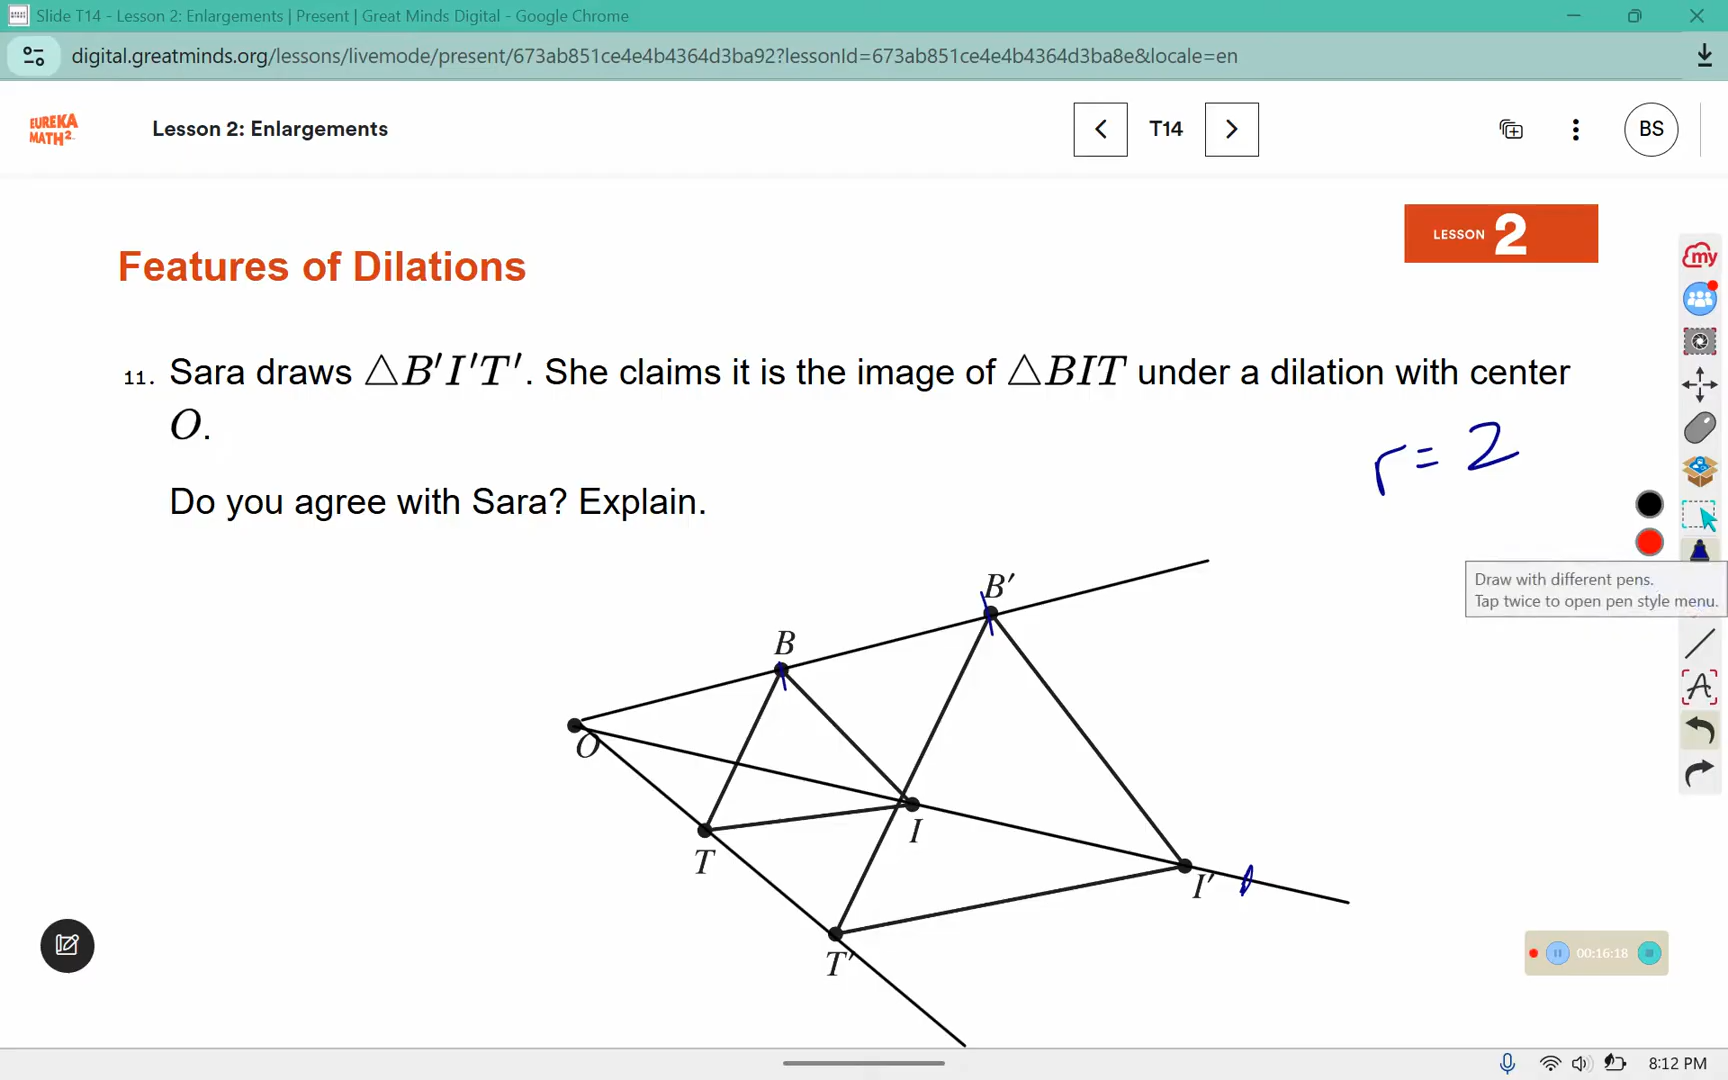 Slide T14 - Lesson 2: Enlargements | Present | Great Minds Digital - Google Chrome
digital.greatminds.org/lessons/livemode/present/673ab851ce4e4b4364d3ba92?lessonId=673ab851ce4e4b4364d3ba8e&locale=en
EUREKA
MATH²
Lesson 2: Enlargements
T14
BS
LESSON 2
my
Features of Dilations
11. Sara draws △B′I′T′. She claims it is the image of △BIT under a dilation with center
O.
r = 2
Do you agree with Sara? Explain.
Draw with different pens.
Tap twice to open pen style menu.
B′
B
O
I
T
I′
T′
A
00:16:18
8:12 PM